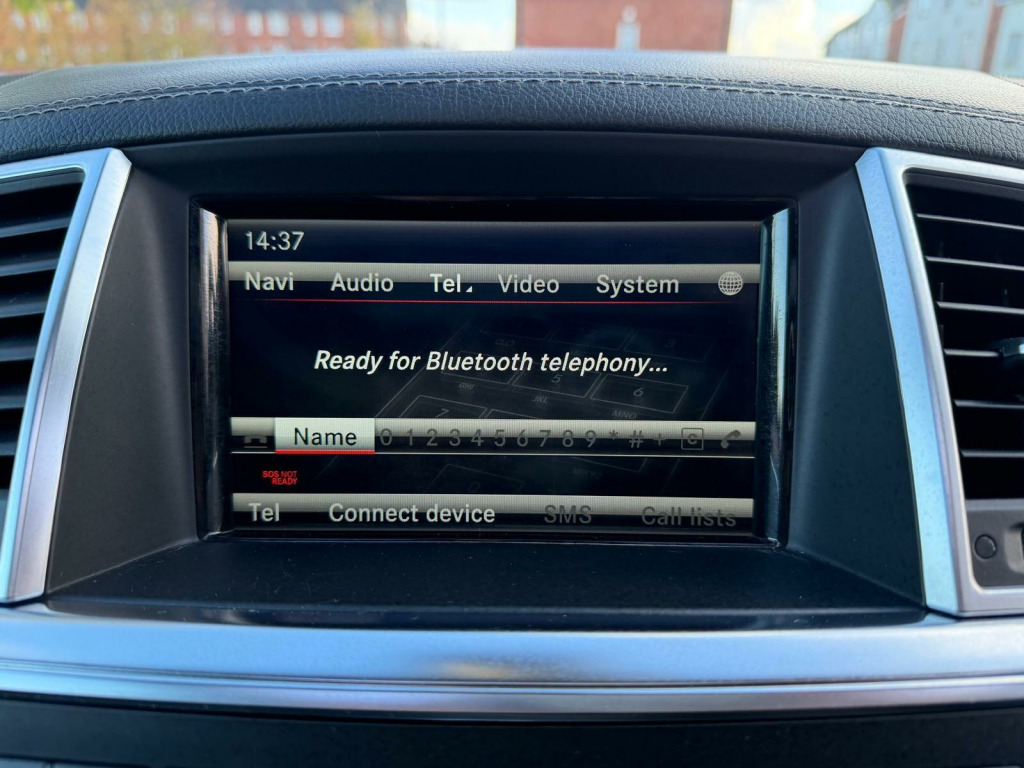 14:37
Navi Audio Tel Video System
Ready for Bluetooth telephony...
Name 0 1 2 3 4 5 6 7 8 9 * # + C
SOS NOT
READY
Tel Connect device SMS Call lists